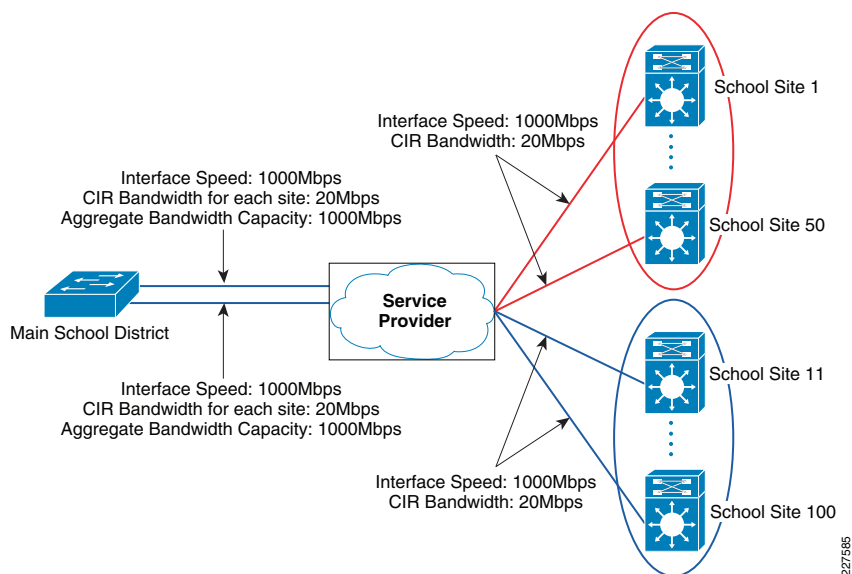 School Site 1
Interface Speed: 1000Mbps
CIR Bandwidth: 20Mbps
Interface Speed: 1000Mbps
CIR Bandwidth for each site: 20Mbps
Aggregate Bandwidth Capacity: 1000Mbps
School Site 50
Service
Provider
Main School District
School Site 11
Interface Speed: 1000Mbps
CIR Bandwidth for each site: 20Mbps
Aggregate Bandwidth Capacity: 1000Mbps
Interface Speed: 1000Mbps
CIR Bandwidth: 20Mbps
School Site 100
227585